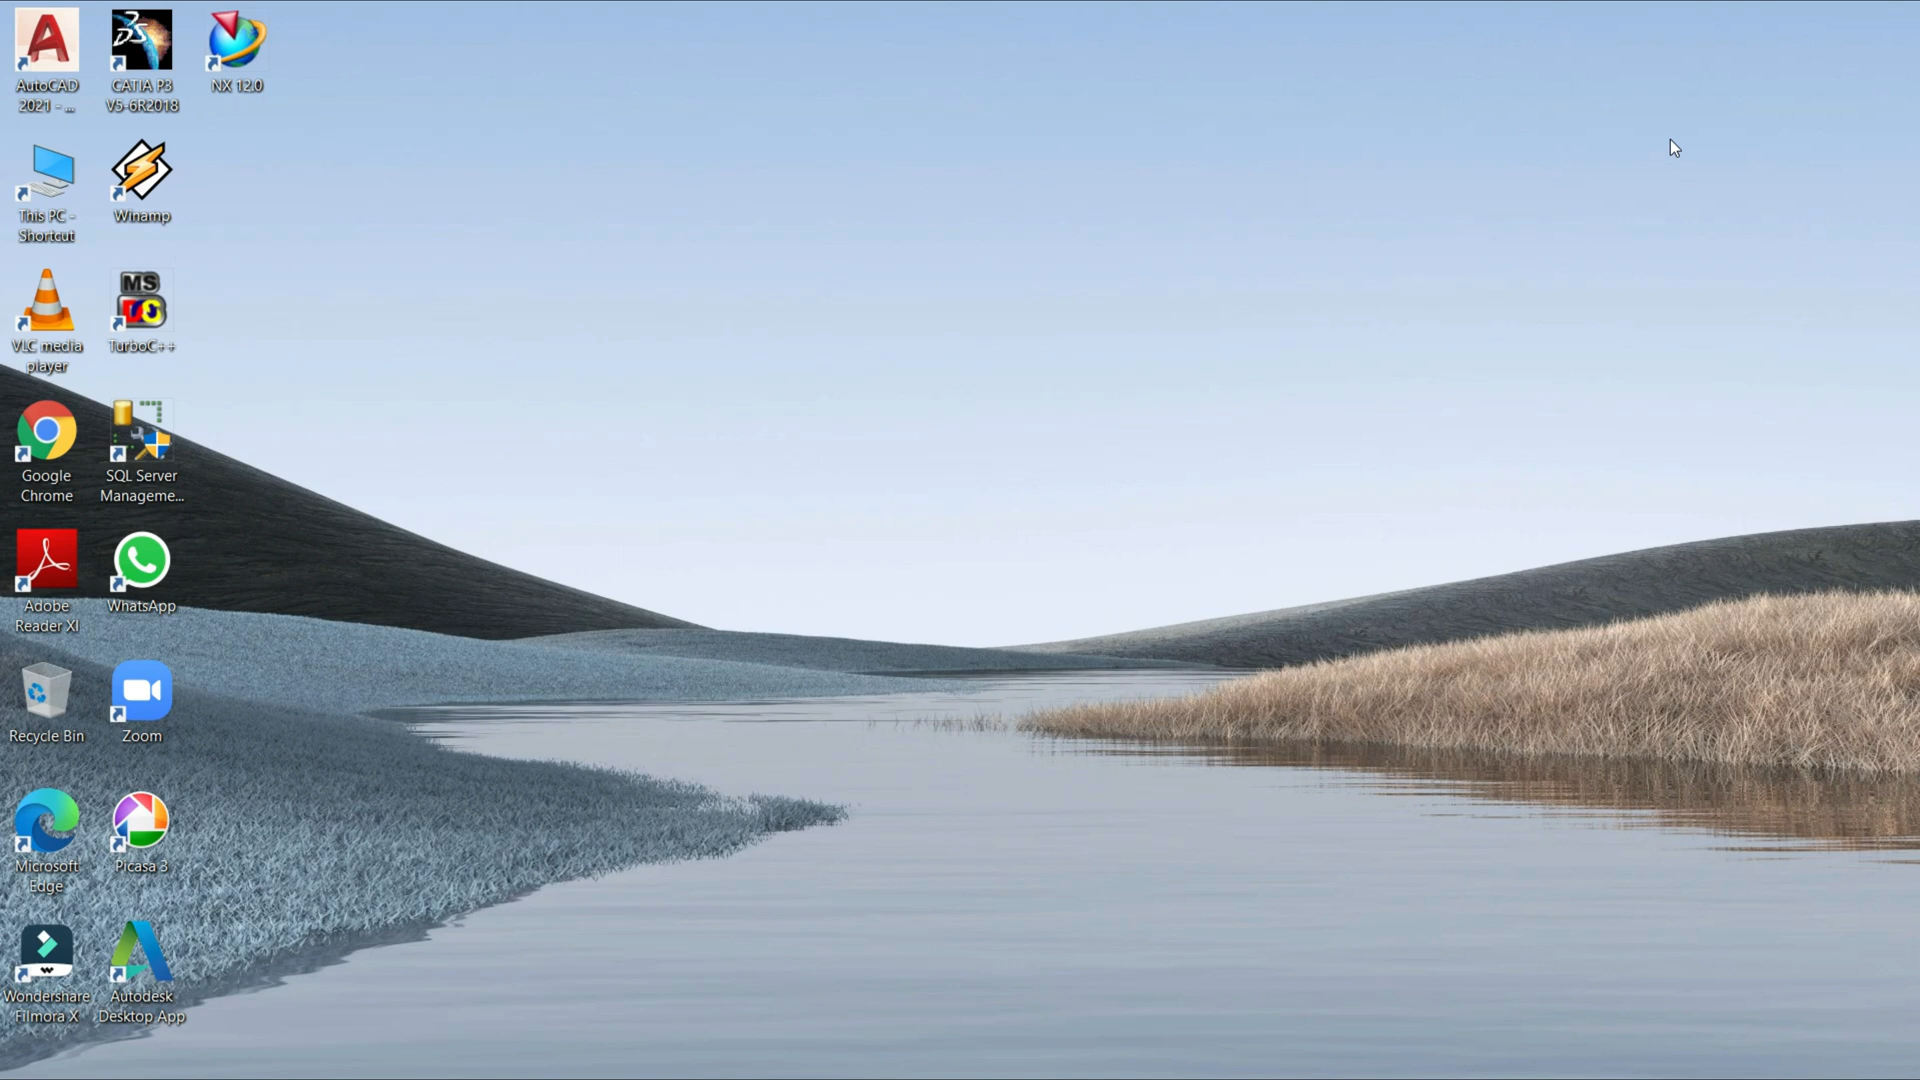 AutoCAD
2021 - ...
CATIA P3
V5-6R2018
NX 12.0
This PC -
Shortcut
Winamp
VLC media
player
MS
TurboC++
Google
Chrome
SQL Server
Manageme...
Adobe
Reader XI
WhatsApp
Recycle Bin
Zoom
Microsoft
Edge
Picasa 3
Wondershare
Filmora X
Autodesk
Desktop App